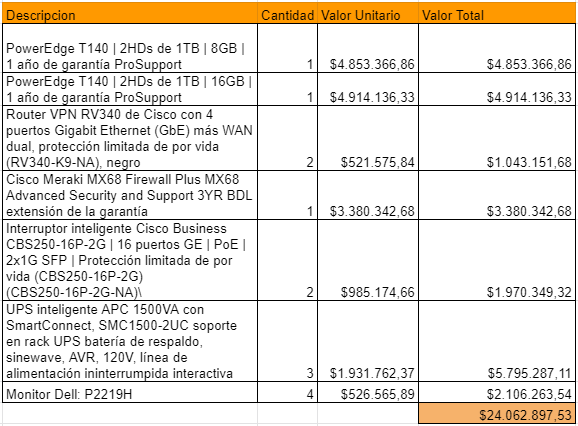 Descripcion Cantidad Valor Unitario Valor Total
PowerEdge T140 | 2HDs de 1TB | 8GB |
1 año de garantía ProSupport 1 $4.853.366,86 $4.853.366,86
PowerEdge T140 | 2HDs de 1TB | 16GB |
1 año de garantía ProSupport 1 $4.914.136,33 $4.914.136,33
Router VPN RV340 de Cisco con 4
puertos Gigabit Ethernet (GbE) más WAN
dual, protección limitada de por vida
(RV340-K9-NA), negro 2 $521.575,84 $1.043.151,68
Cisco Meraki MX68 Firewall Plus MX68
Advanced Security and Support 3YR BDL
extensión de la garantía 1 $3.380.342,68 $3.380.342,68
Interruptor inteligente Cisco Business
CBS250-16P-2G | 16 puertos GE | PoE |
2x1G SFP | Protección limitada de por
vida (CBS250-16P-2G)
(CBS250-16P-2G-NA)\ 2 $985.174,66 $1.970.349,32
UPS inteligente APC 1500VA con
SmartConnect, SMC1500-2UC soporte
en rack UPS batería de respaldo,
sinewave, AVR, 120V, línea de
alimentación ininterrumpida interactiva 3 $1.931.762,37 $5.795.287,11
Monitor Dell: P2219H 4 $526.565,89 $2.106.263,54
$24.062.897,53